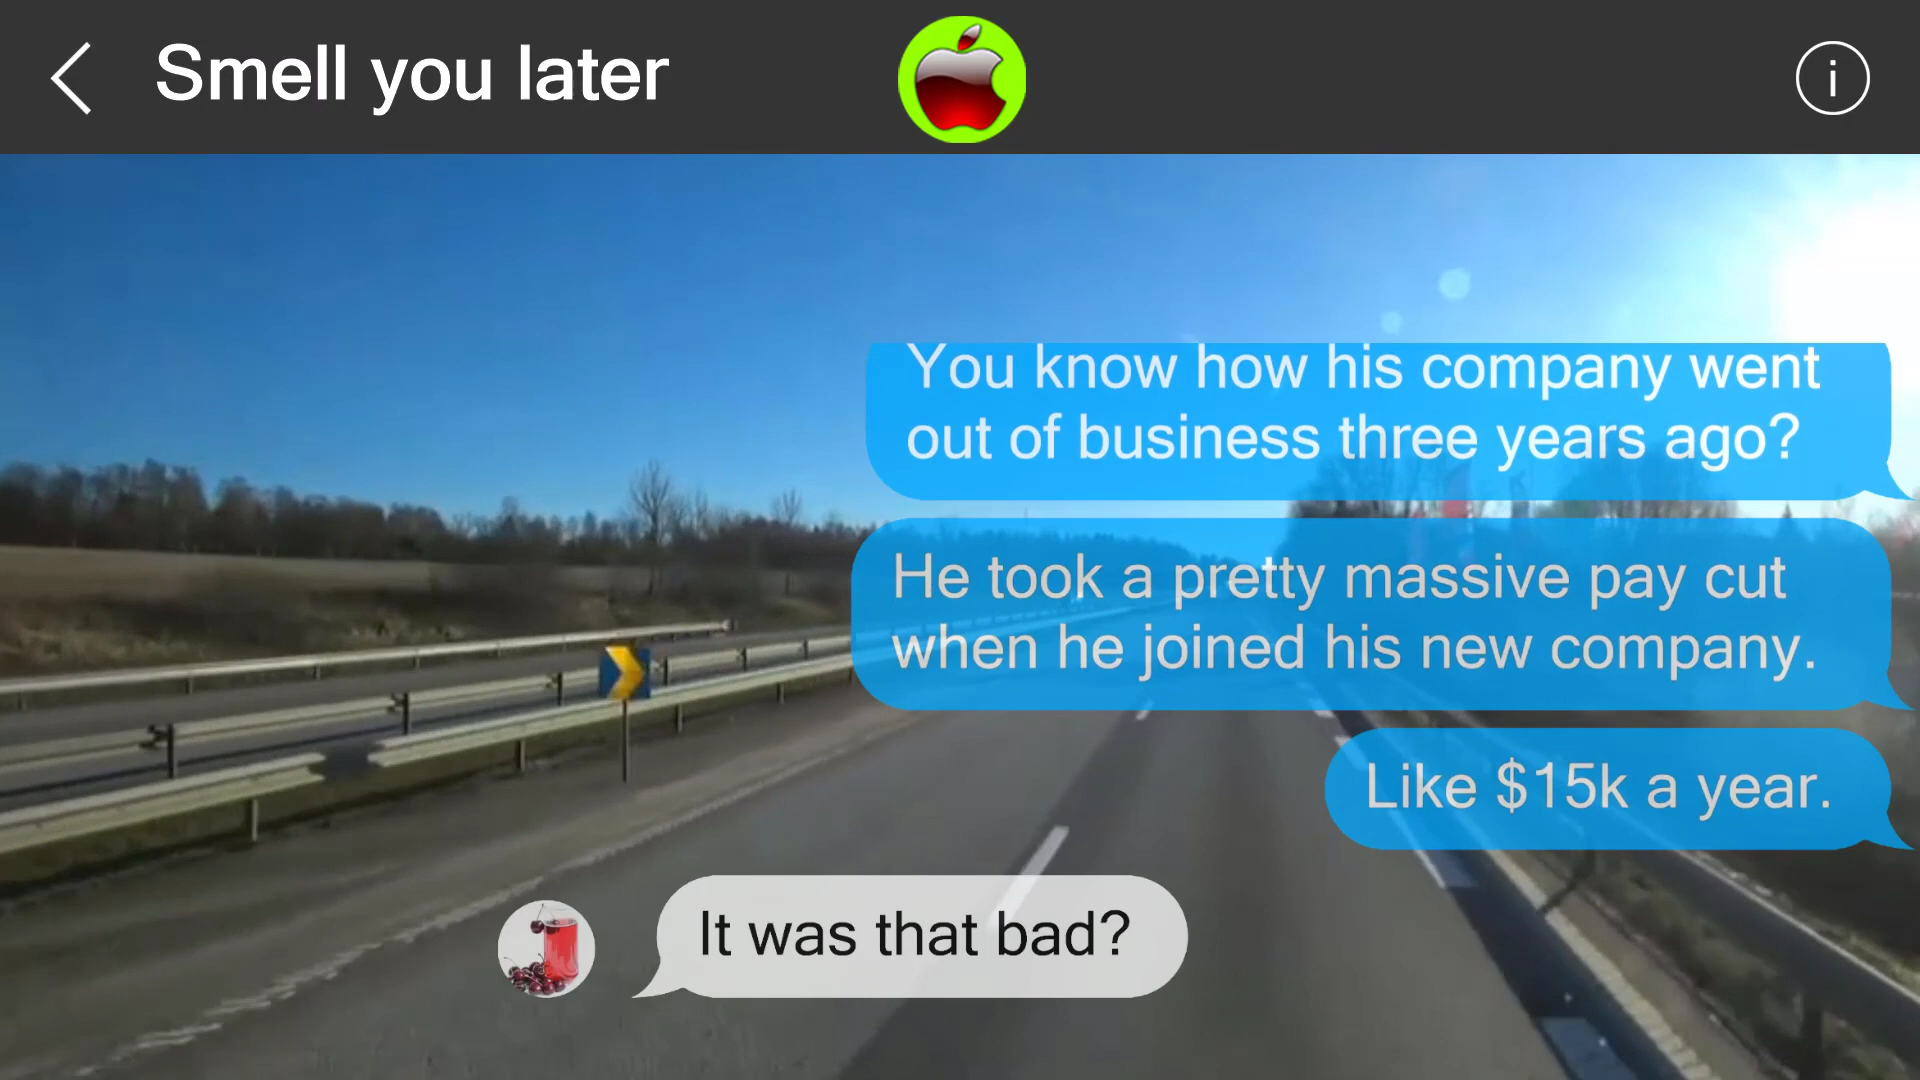 Smell you later
i
You know how his company went
out of business three years ago?
He took a pretty massive pay cut
when he joined his new company.
Like $15k a year.
It was that bad?